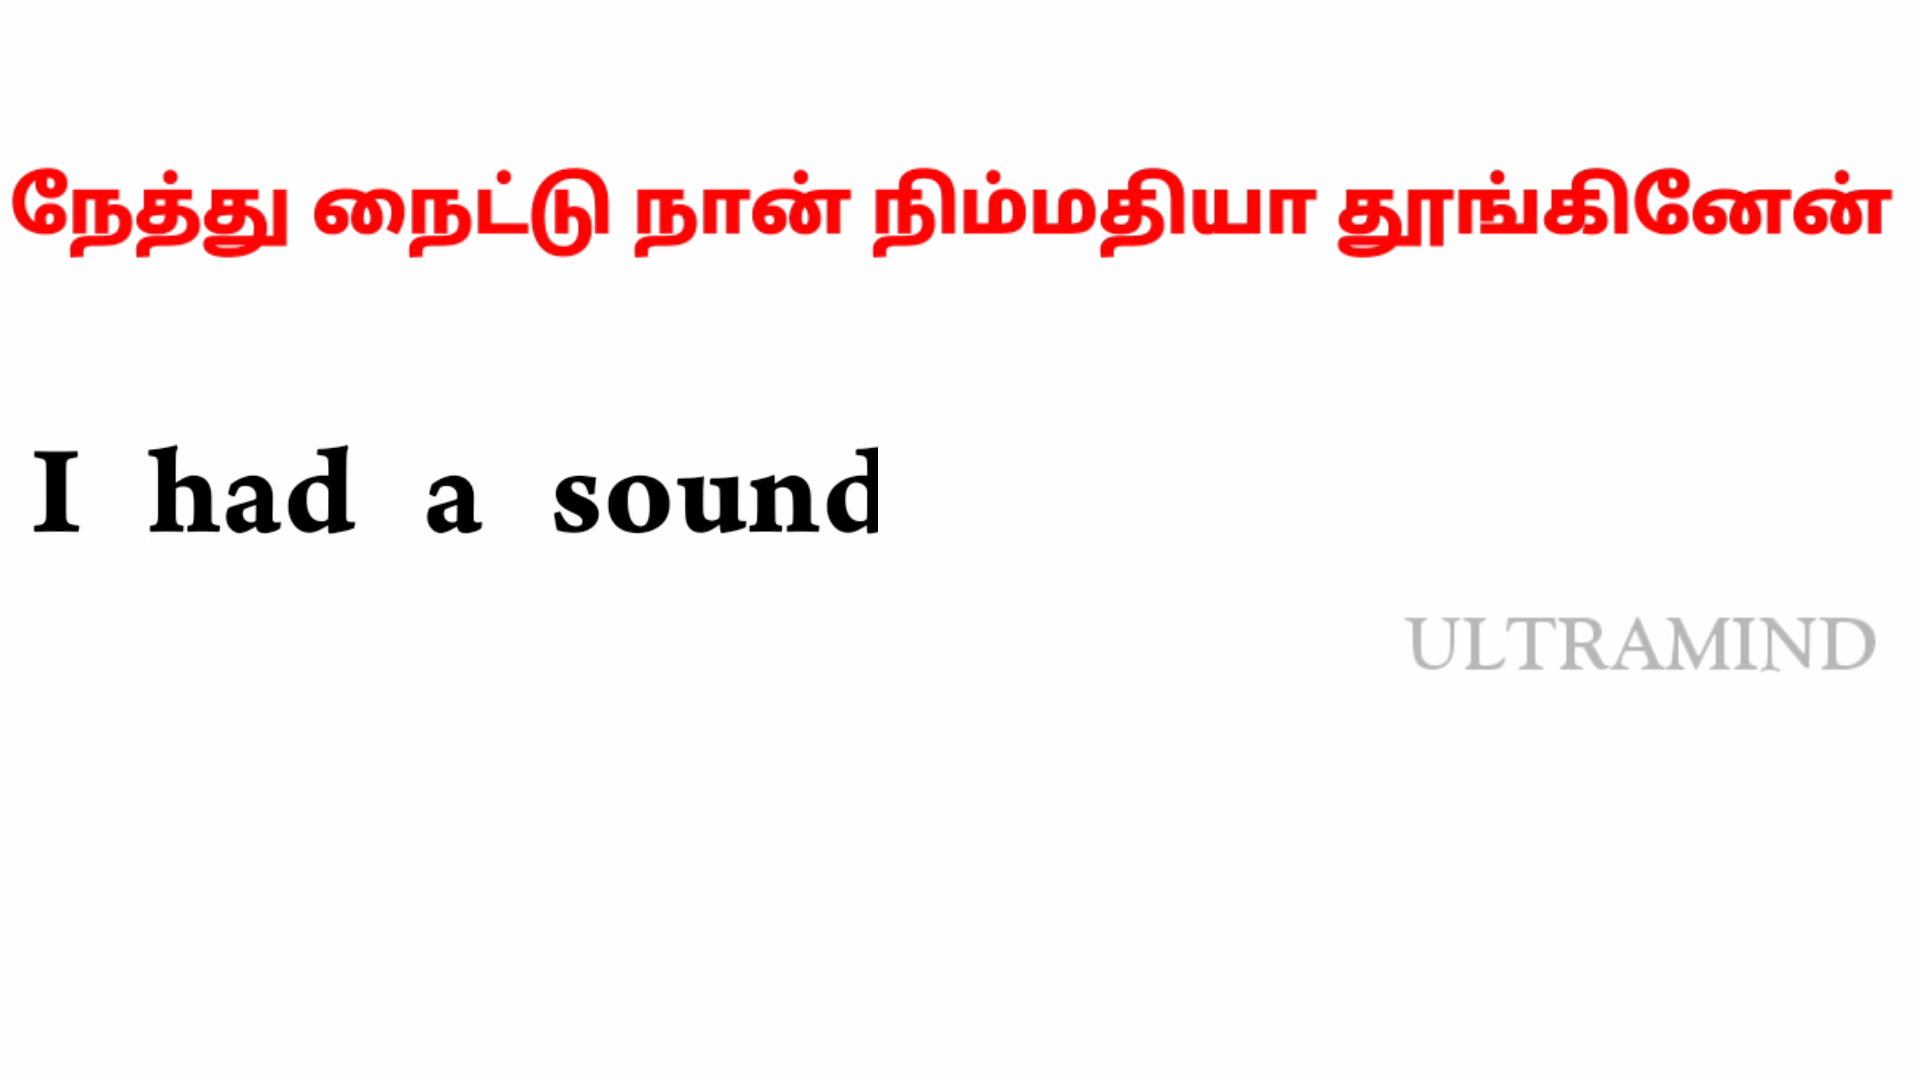 நேத்து நைட்டு நான் நிம்மதியா தூங்கினேன்
I had a sound
ULTRAMIND